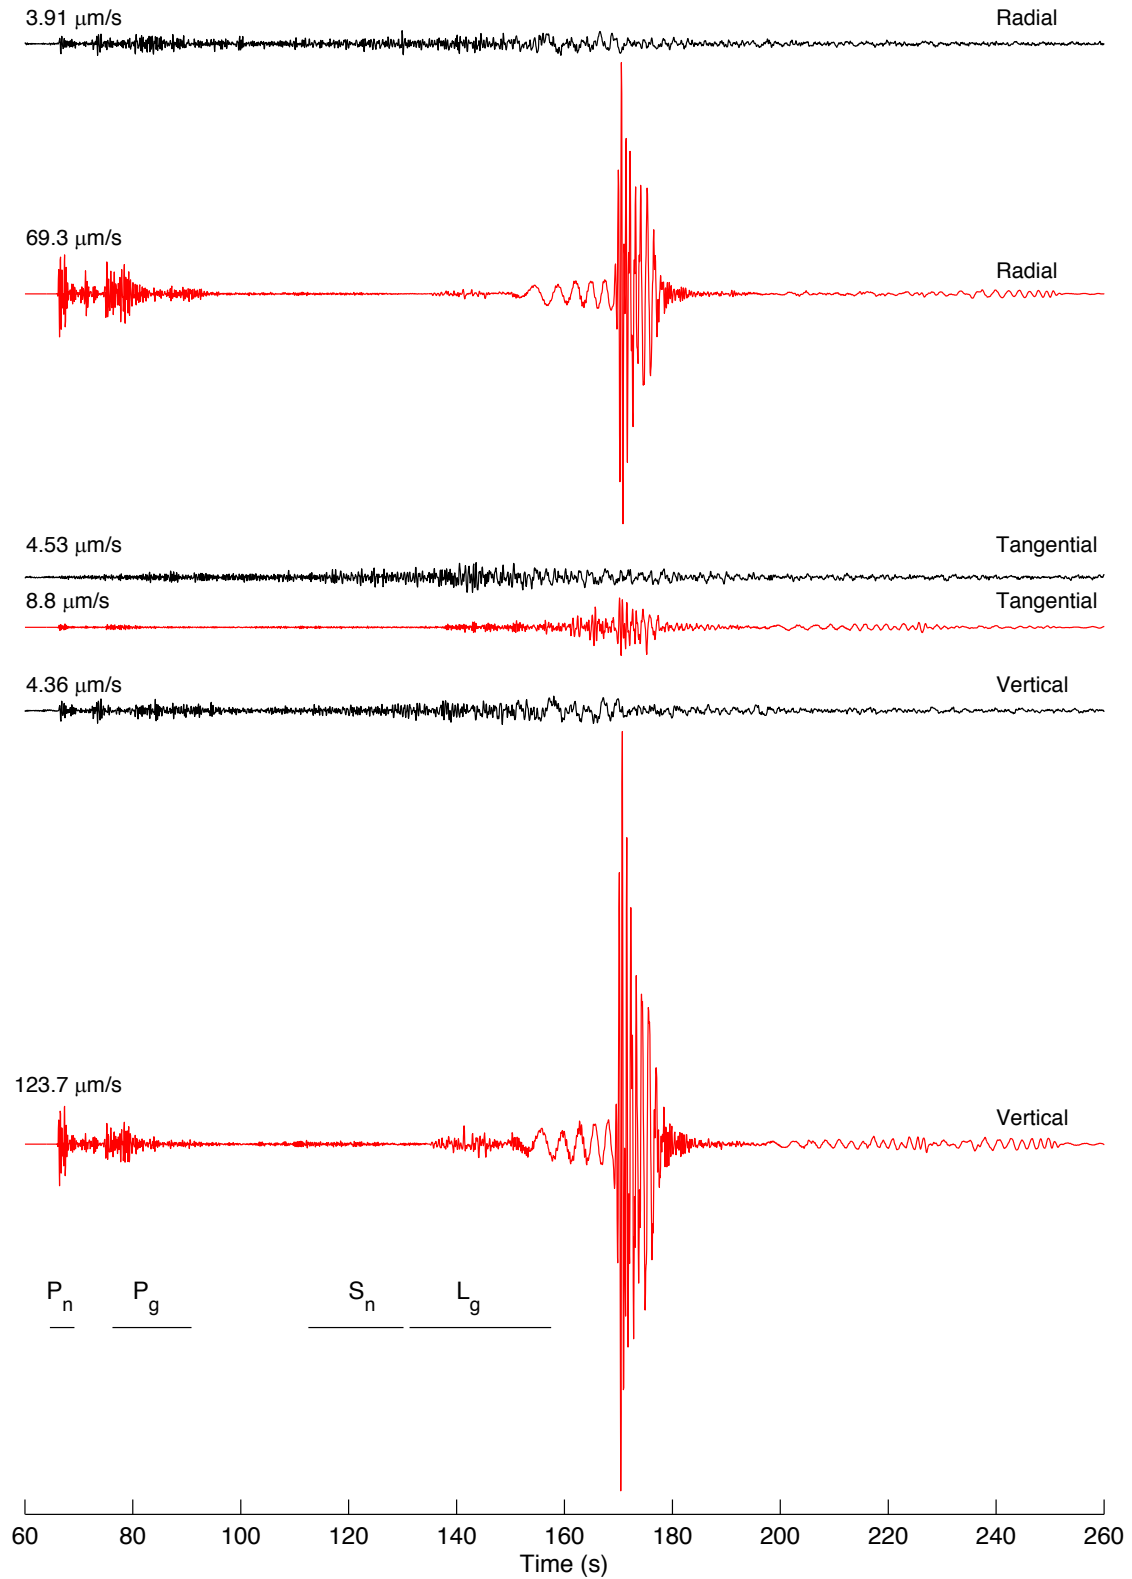 3.91 μm/s Radial
69.3 μm/s
Radial
4.53 μm/s Tangential
8.8 μm/s Tangential
4.36 μm/s Vertical
123.7 μm/s
Vertical
Pn Pg Sn Lg
60 80 100 120 140 160 180 200 220 240 260
Time (s)